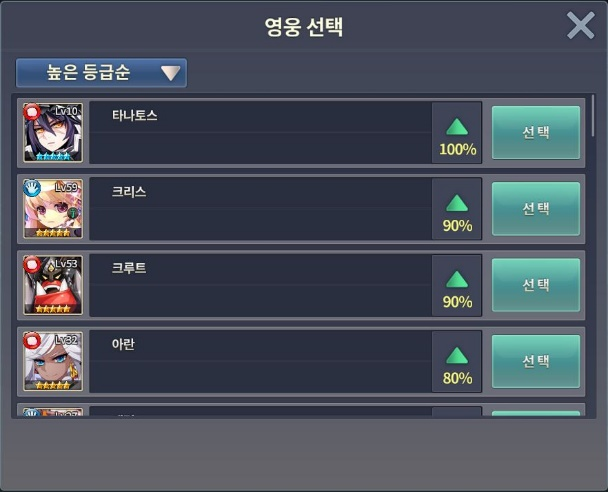 영웅 선택
높은 등급순
Lv10
타나토스
100%
선택
Lv59
크리스
90%
선택
Lv53
크루트
90%
선택
Lv32
아란
80%
선택